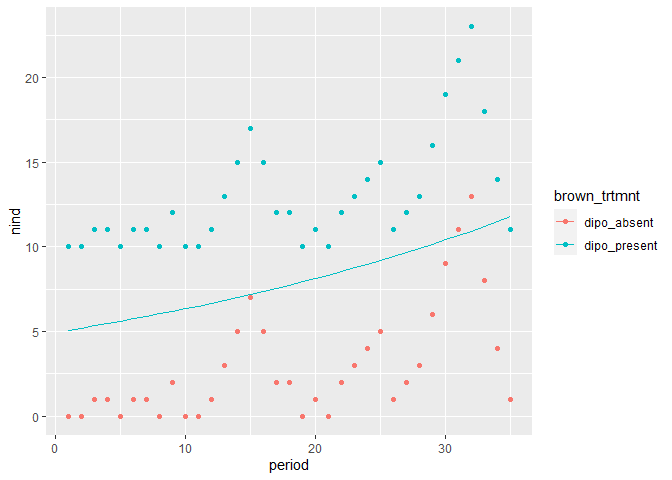 nind
20
15
10
5
0
0
10
20
30
period
brown_trtmnt
dipo_absent
dipo_present